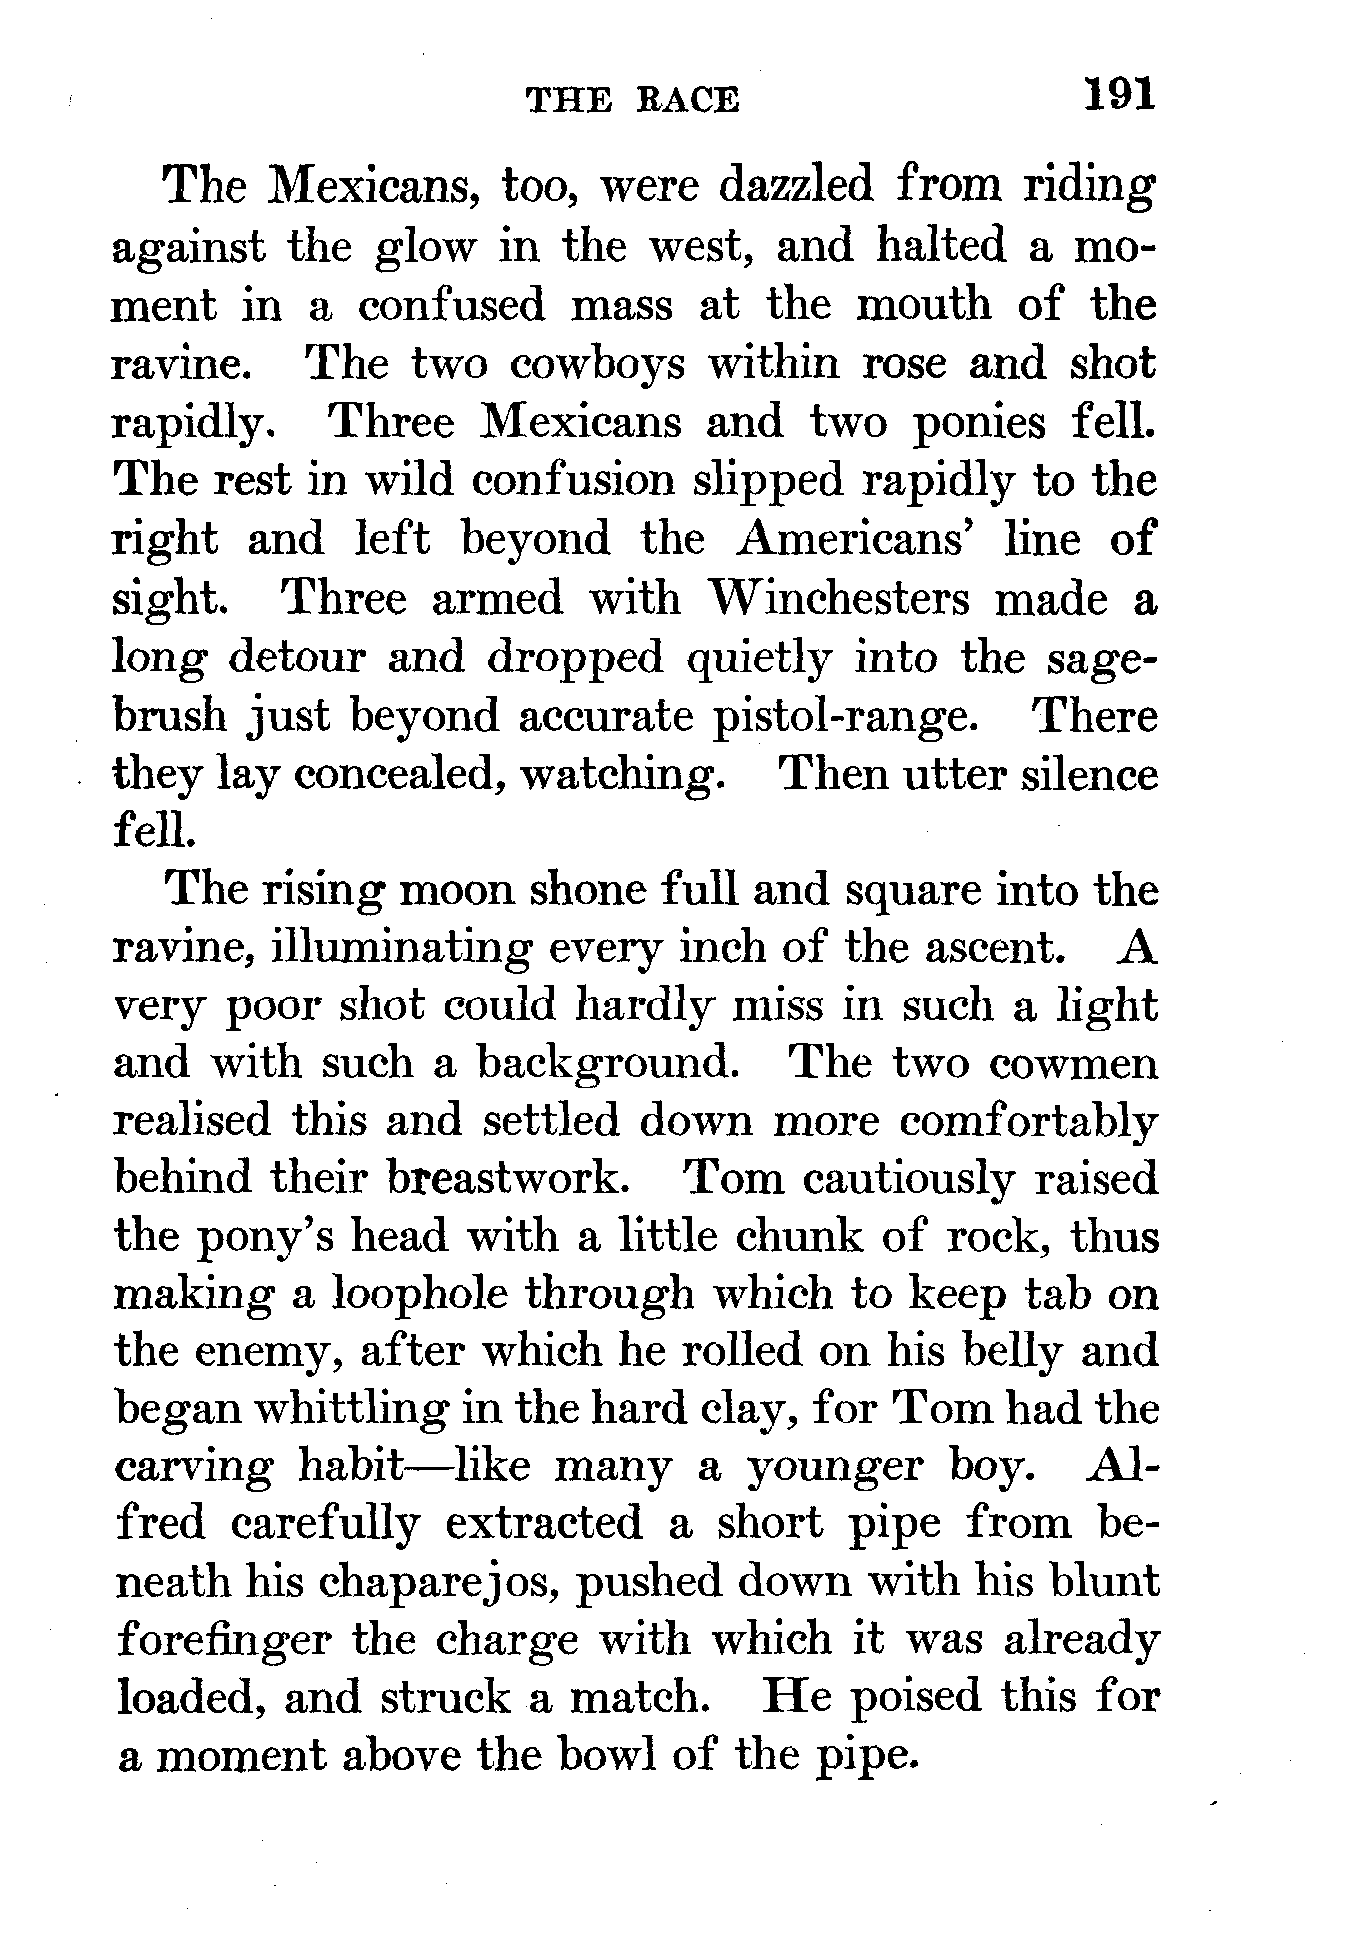 THE RACE 191
The Mexicans, too, were dazzled from riding
against the glow in the west, and halted a mo-
ment in a confused mass at the mouth of the
ravine. The two cowboys within rose and shot
rapidly. Three Mexicans and two ponies fell.
The rest in wild confusion slipped rapidly to the
right and left beyond the Americans’ line of
sight. Three armed with Winchesters made a
long detour and dropped quietly into the sage-
brush just beyond accurate pistol-range. There
they lay concealed, watching. Then utter silence
fell.
The rising moon shone full and square into the
ravine, illuminating every inch of the ascent. A
very poor shot could hardly miss in such a light
and with such a background. The two cowmen
realised this and settled down more comfortably
behind their breastwork. Tom cautiously raised
the pony’s head with a little chunk of rock, thus
making a loophole through which to keep tab on
the enemy, after which he rolled on his belly and
began whittling in the hard clay, for Tom had the
carving habit—like many a younger boy. Al-
fred carefully extracted a short pipe from be-
neath his chaparejos, pushed down with his blunt
forefinger the charge with which it was already
loaded, and struck a match. He poised this for
a moment above the bowl of the pipe.